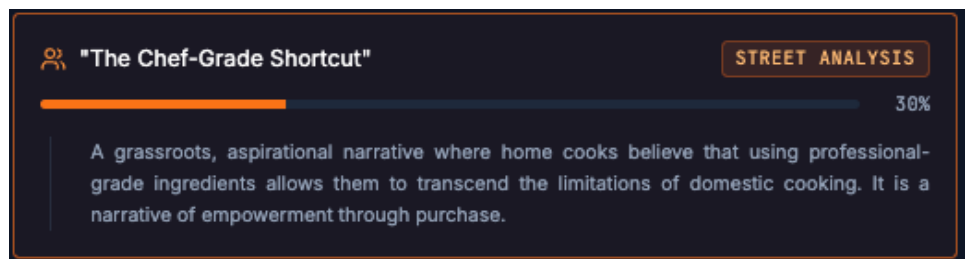 "The Chef-Grade Shortcut"
STREET ANALYSIS
30%
A grassroots, aspirational narrative where home cooks believe that using professional-
grade ingredients allows them to transcend the limitations of domestic cooking. It is a
narrative of empowerment through purchase.